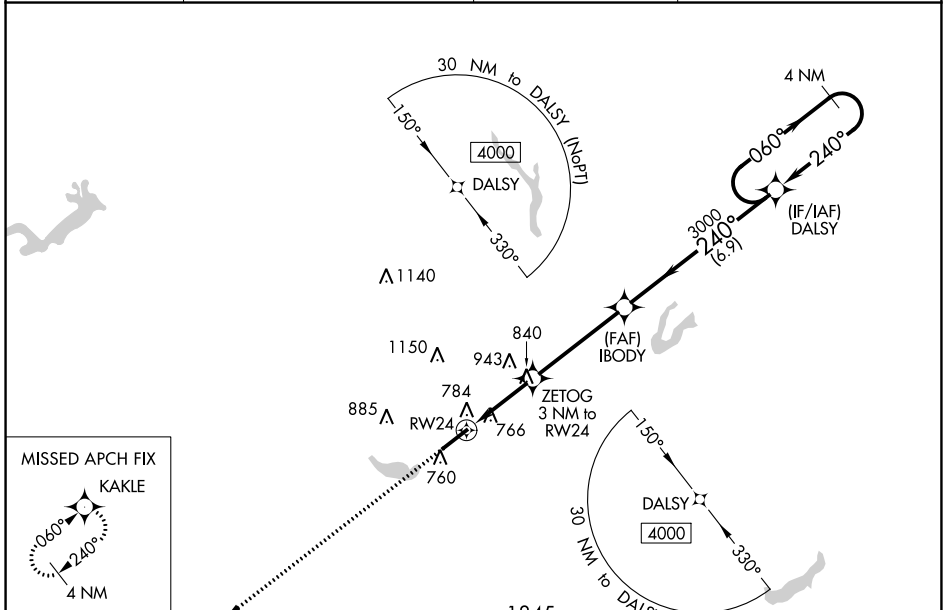 30 NM to DALSY (NoPT)
150°
4000
DALSY
330°
4 NM
060°
240°
(IF/IAF)
DALSY
3000
240°
(6.9)
1140
(FAF)
IBODY
840
1150
943
ZETOG
3 NM to
RW24
784
885
RW24
766
760
MISSED APCH FIX
KAKLE
060°
240°
4 NM
150°
DALSY
4000
330°
30 NM to DALSY
1945